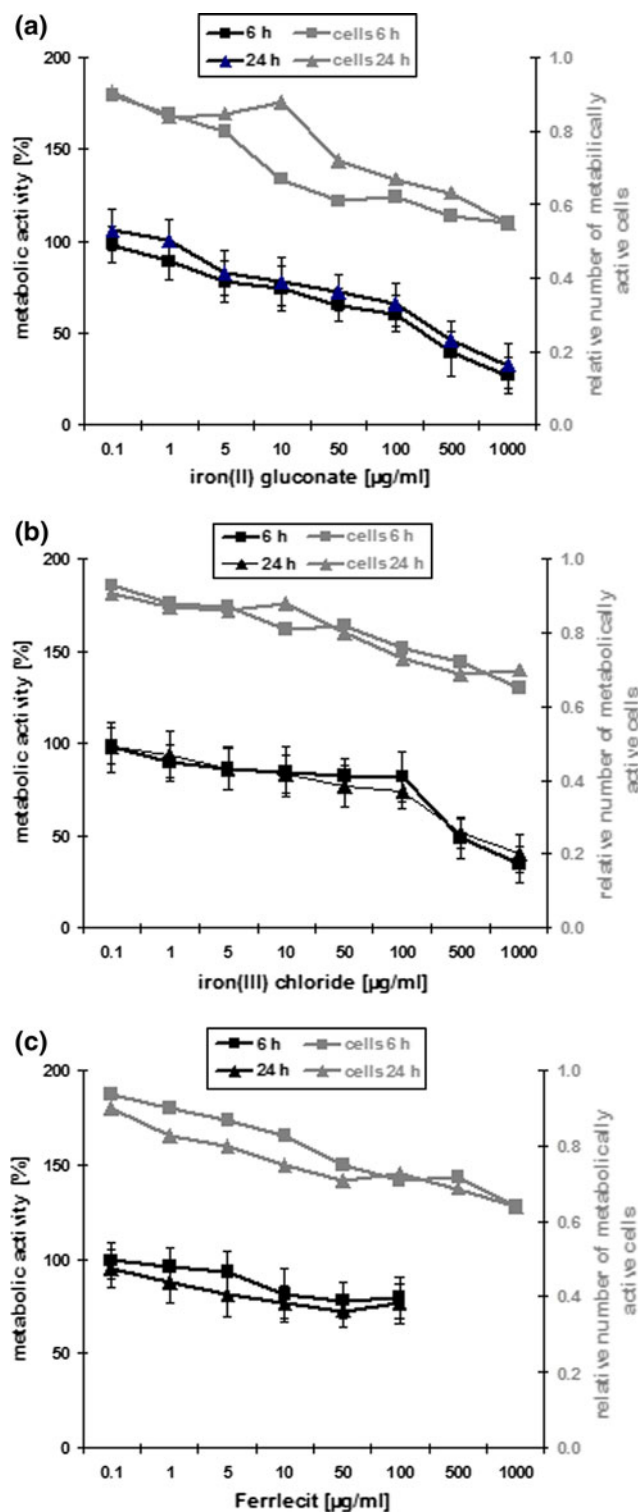 (a)
6 h cells 6 h
24 h cells 24 h
200
150
100
50
0
metabolic activity [%]
1.0
0.8
0.6
0.4
0.2
0.0
relative number of metabilically
active cells
0.1 1 5 10 50 100 500 1000
iron(II) gluconate [µg/ml]
(b)
6 h cells 6 h
24 h cells 24 h
200
150
100
50
0
metabolic activity [%]
1.0
0.8
0.6
0.4
0.2
0.0
relative number of metabolically
active cells
0.1 1 5 10 50 100 500 1000
iron(III) chloride [µg/ml]
(c)
6 h cells 6 h
24 h cells 24 h
200
150
100
50
0
metabolic activity [%]
1.0
0.8
0.6
0.4
0.2
0.0
relative number of metabolically
active cells
0.1 1 5 10 50 100 500 1000
Ferrlecit [µg/ml]